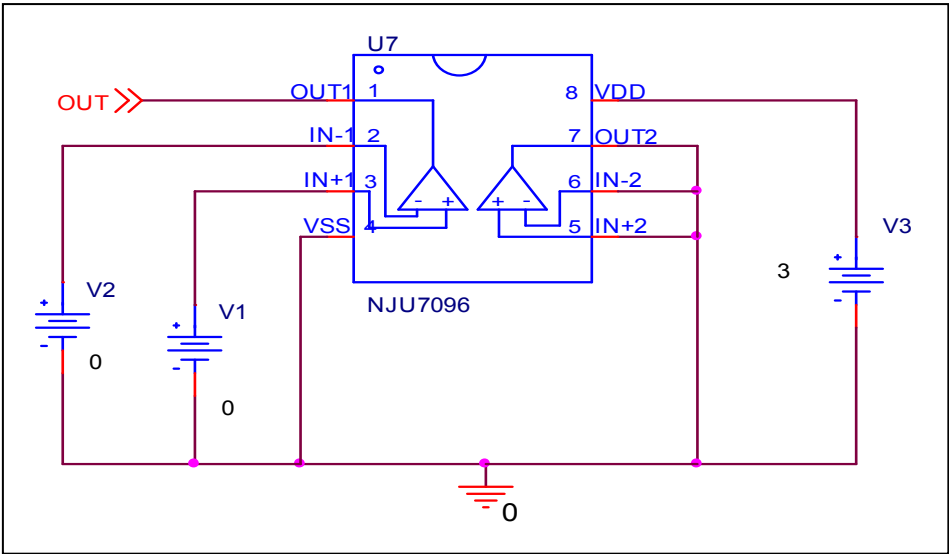 U7
OUT
OUT1 1
8 VDD
IN-1 2
7 OUT2
IN+1 3
6 IN-2
- +
+ -
VSS 4
5 IN+2
V3
+
3
-
NJU7096
V2
+
-
0
V1
+
-
0
0